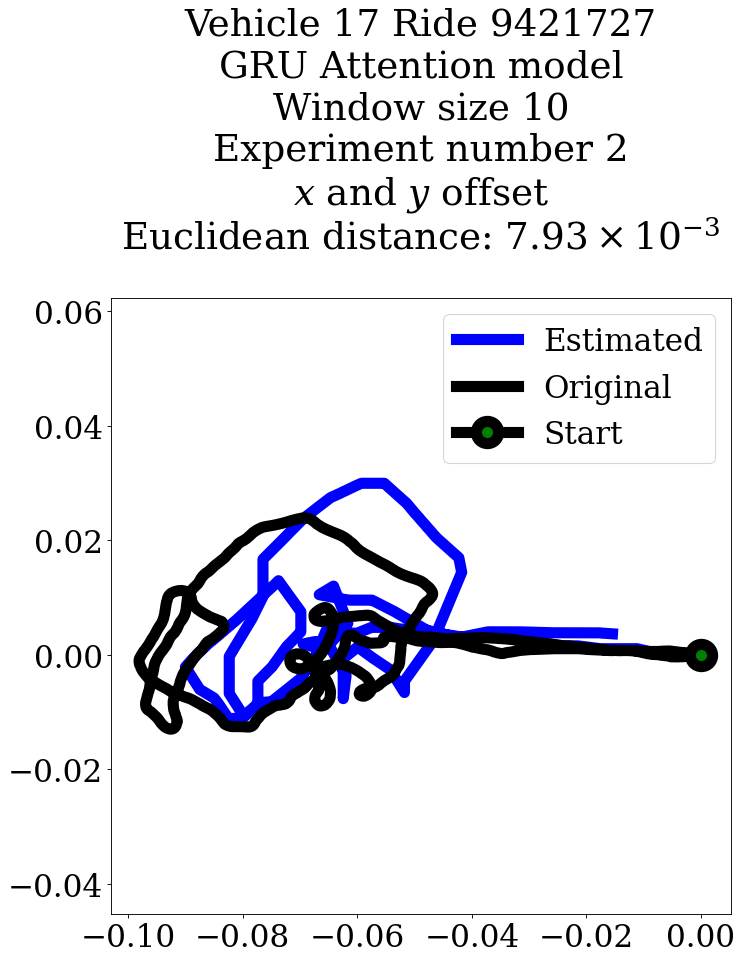 Vehicle 17 Ride 9421727
GRU Attention model
Window size 10
Experiment number 2
x and y offset
Euclidean distance: 7.93 × 10⁻³
0.06
0.04
0.02
0.00
−0.02
−0.04
Estimated
Original
Start
−0.10 −0.08 −0.06 −0.04 −0.02 0.00